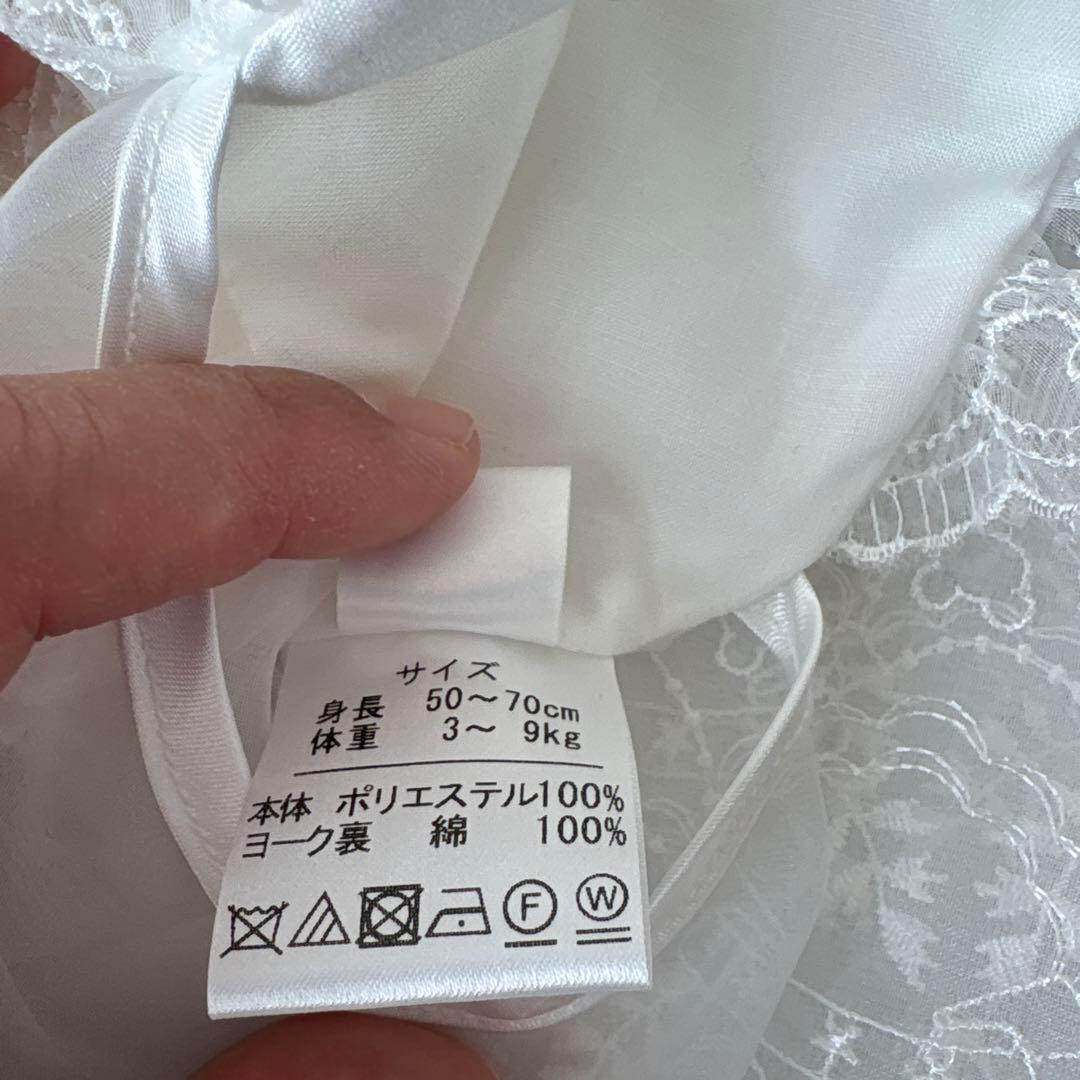 サイズ
身長 50～70cm
体重 3～ 9kg
本体 ポリエステル100%
ヨーク裏 綿 100%
F W